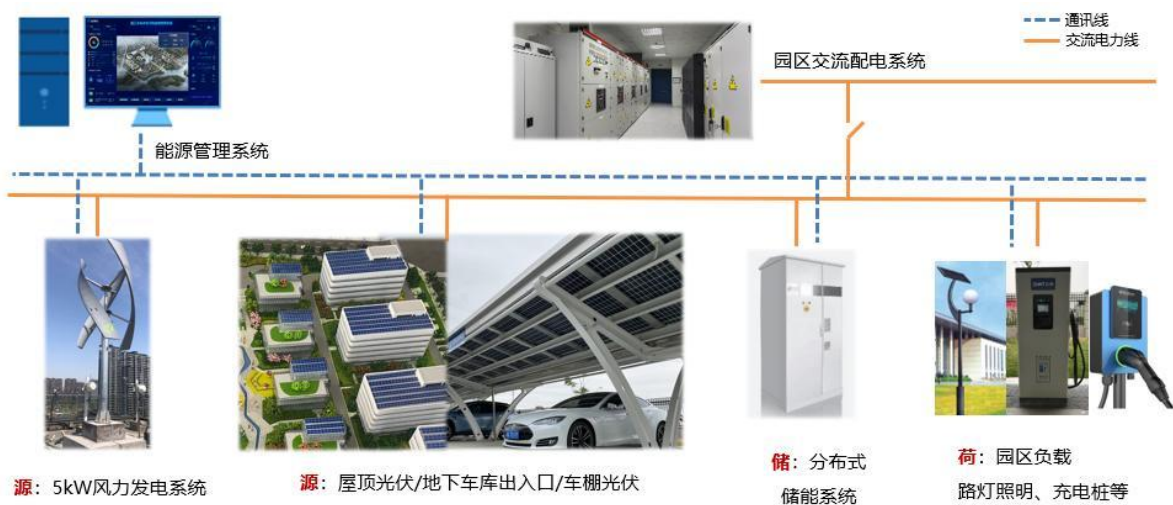 通讯线
交流电力线
园区交流配电系统
能源管理系统
源：5kW风力发电系统
源：屋顶光伏/地下车库出入口/车棚光伏
储：分布式
储能系统
荷：园区负载
路灯照明、充电桩等